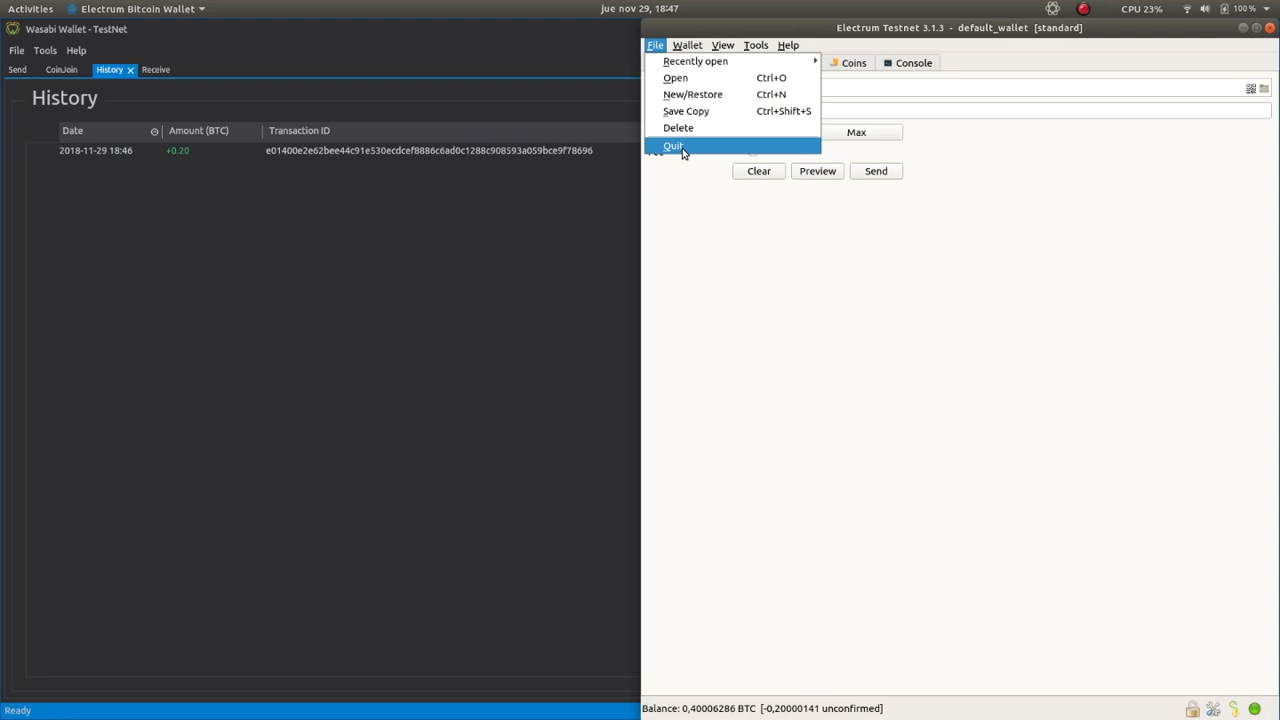 Activities Electrum Bitcoin Wallet jue nov 29, 18:47 CPU 23% 100%
Wasabi Wallet - TestNet
File Tools Help
Send CoinJoin History Receive
History
Date Amount (BTC) Transaction ID
2018-11-29 18:46 +0.20 e01400e2e62bee44c91e530ecdcef8886c6ad0c1288c908593a059bce9f78696
Ready
Electrum Testnet 3.1.3 - default_wallet [standard]
File Wallet View Tools Help
Coins Console
Recently open
Open Ctrl+O
New/Restore Ctrl+N
Save Copy Ctrl+Shift+S
Delete
Quit
Max
Clear Preview Send
Balance: 0,40006286 BTC [-0,20000141 unconfirmed]